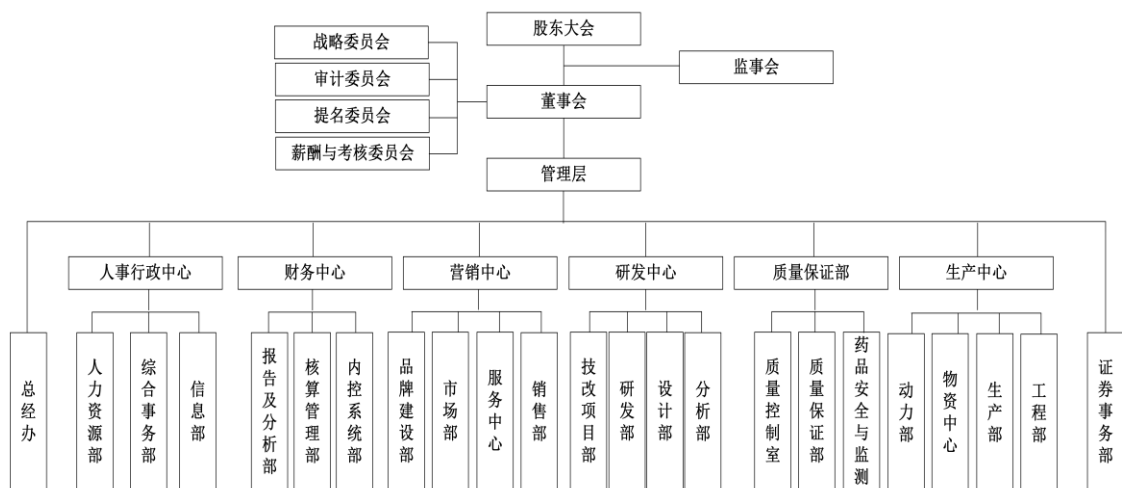 股东大会
战略委员会
监事会
审计委员会
董事会
提名委员会
薪酬与考核委员会
管理层
人事行政中心
财务中心
营销中心
研发中心
质量保证部
生产中心
总经办
人力资源部
综合事务部
信息部
报告及分析部
核算管理部
内控系统部
品牌建设部
市场部
服务中心
销售部
技改项目部
研发部
设计部
分析部
质量控制室
质量保证部
药品安全与监测
动力部
物资中心
生产部
工程部
证券事务部